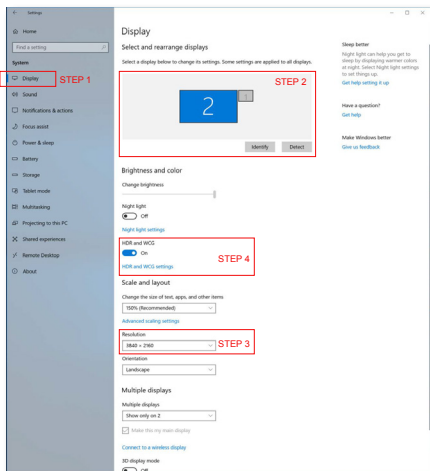 Settings
Home
Find a setting
System
Display
STEP 1
Sound
Notifications & actions
Focus assist
Power & sleep
Battery
Storage
Tablet mode
Multitasking
Projecting to this PC
Shared experiences
Remote Desktop
About
Display
Select and rearrange displays
Select a display below to change its settings. Some settings are applied to all displays.
STEP 2
2
1
Identify
Detect
Brightness and color
Change brightness
Night light
Off
Night light settings
HDR and WCG
On
STEP 4
HDR and WCG settings
Scale and layout
Change the size of text, apps, and other items
150% (Recommended)
Advanced scaling settings
Resolution
3840 × 2160
STEP 3
Orientation
Landscape
Multiple displays
Multiple displays
Show only on 2
Make this my main display
Connect to a wireless display
3D display mode
Off
Sleep better
Night light can help you get to
sleep by displaying warmer colors
at night. Select Night light settings
to set things up.
Get help setting it up
Have a question?
Get help
Make Windows better
Give us feedback